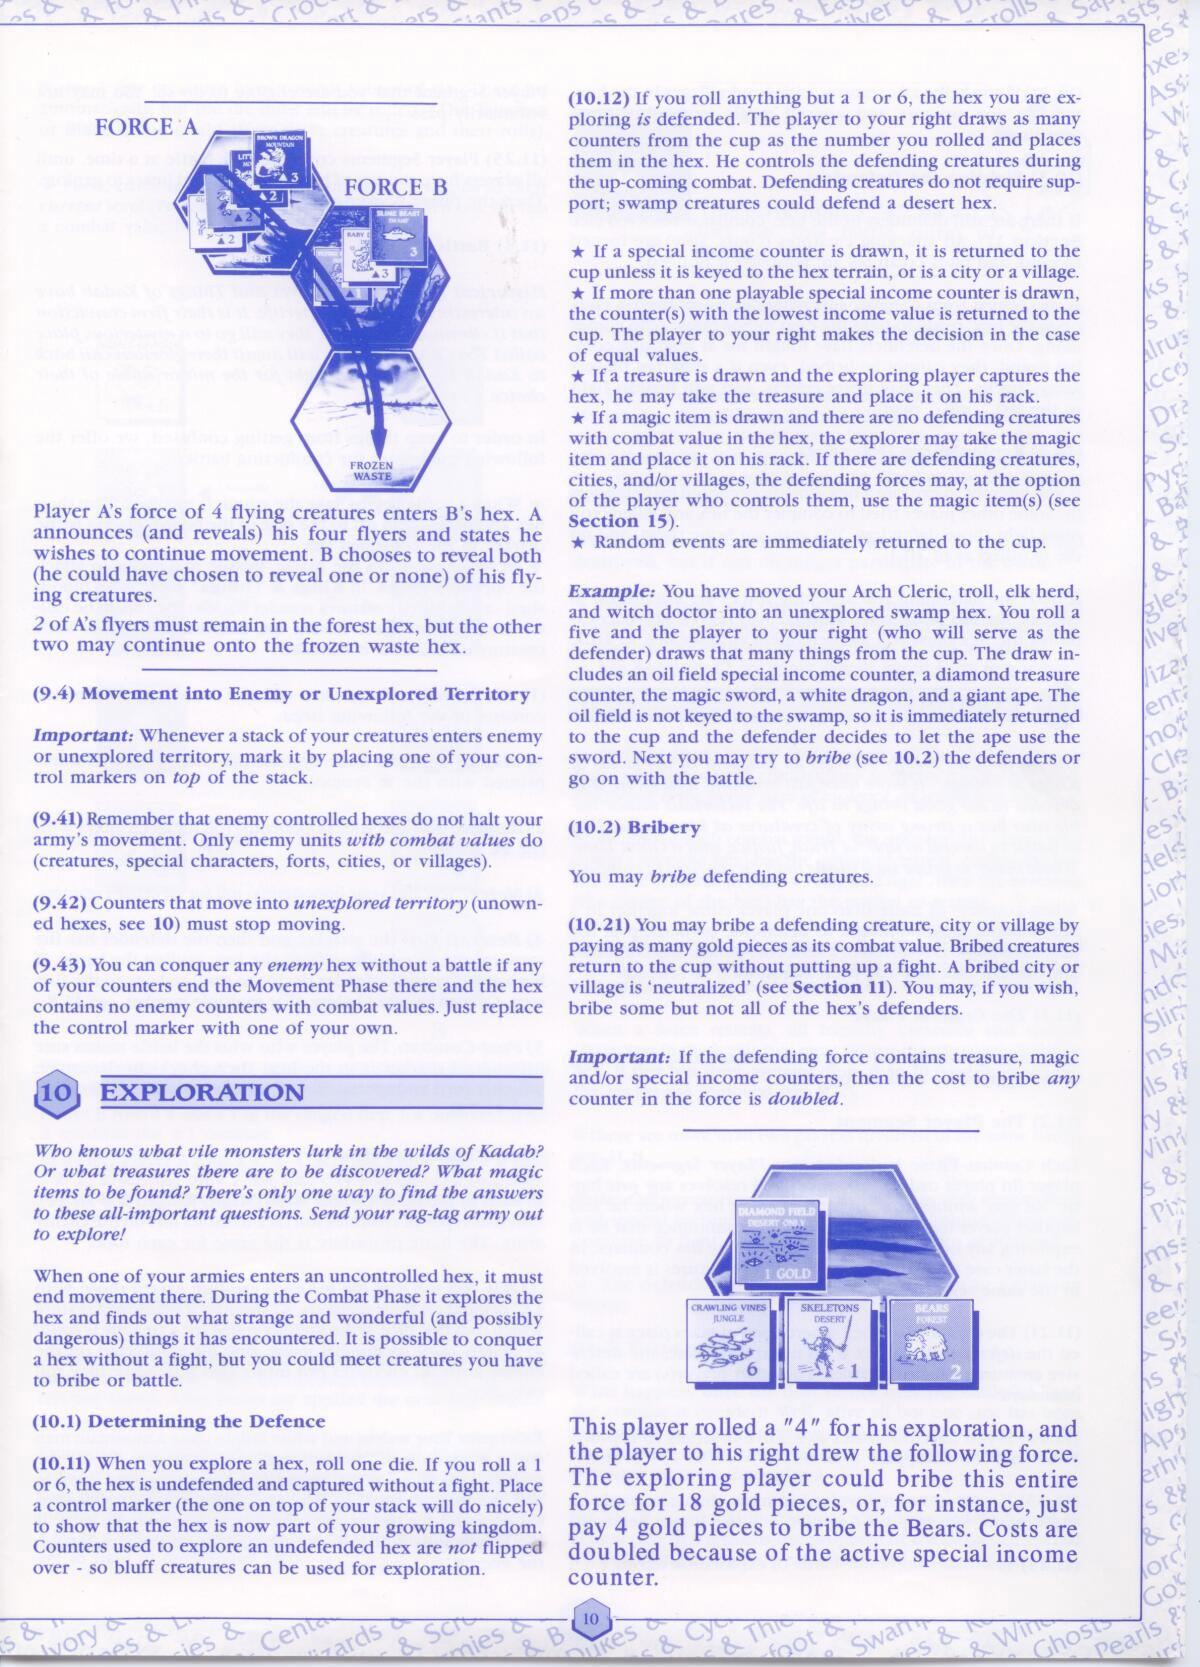 FORCE A
BROWN DRAGON
MOUNTAIN
3
2
2
2
DESERT
FORCE B
SLIME BEAST
SWAMP
3
3
FROZEN
WASTE
Player A's force of 4 flying creatures enters B's hex. A
announces (and reveals) his four flyers and states he
wishes to continue movement. B chooses to reveal both
(he could have chosen to reveal one or none) of his fly-
ing creatures.
2 of A's flyers must remain in the forest hex, but the other
two may continue onto the frozen waste hex.
(9.4) Movement into Enemy or Unexplored Territory
Important: Whenever a stack of your creatures enters enemy
or unexplored territory, mark it by placing one of your con-
trol markers on top of the stack.
(9.41) Remember that enemy controlled hexes do not halt your
army's movement. Only enemy units with combat values do
(creatures, special characters, forts, cities, or villages).
(9.42) Counters that move into unexplored territory (unown-
ed hexes, see 10) must stop moving.
(9.43) You can conquer any enemy hex without a battle if any
of your counters end the Movement Phase there and the hex
contains no enemy counters with combat values. Just replace
the control marker with one of your own.
10 EXPLORATION
Who knows what vile monsters lurk in the wilds of Kadab?
Or what treasures there are to be discovered? What magic
items to be found? There's only one way to find the answers
to these all-important questions. Send your rag-tag army out
to explore!
When one of your armies enters an uncontrolled hex, it must
end movement there. During the Combat Phase it explores the
hex and finds out what strange and wonderful (and possibly
dangerous) things it has encountered. It is possible to conquer
a hex without a fight, but you could meet creatures you have
to bribe or battle.
(10.1) Determining the Defence
(10.11) When you explore a hex, roll one die. If you roll a 1
or 6, the hex is undefended and captured without a fight. Place
a control marker (the one on top of your stack will do nicely)
to show that the hex is now part of your growing kingdom.
Counters used to explore an undefended hex are not flipped
over - so bluff creatures can be used for exploration.
(10.12) If you roll anything but a 1 or 6, the hex you are ex-
ploring is defended. The player to your right draws as many
counters from the cup as the number you rolled and places
them in the hex. He controls the defending creatures during
the up-coming combat. Defending creatures do not require sup-
port; swamp creatures could defend a desert hex.
★ If a special income counter is drawn, it is returned to the
cup unless it is keyed to the hex terrain, or is a city or a village.
★ If more than one playable special income counter is drawn,
the counter(s) with the lowest income value is returned to the
cup. The player to your right makes the decision in the case
of equal values.
★ If a treasure is drawn and the exploring player captures the
hex, he may take the treasure and place it on his rack.
★ If a magic item is drawn and there are no defending creatures
with combat value in the hex, the explorer may take the magic
item and place it on his rack. If there are defending creatures,
cities, and/or villages, the defending forces may, at the option
of the player who controls them, use the magic item(s) (see
Section 15).
★ Random events are immediately returned to the cup.
Example: You have moved your Arch Cleric, troll, elk herd,
and witch doctor into an unexplored swamp hex. You roll a
five and the player to your right (who will serve as the
defender) draws that many things from the cup. The draw in-
cludes an oil field special income counter, a diamond treasure
counter, the magic sword, a white dragon, and a giant ape. The
oil field is not keyed to the swamp, so it is immediately returned
to the cup and the defender decides to let the ape use the
sword. Next you may try to bribe (see 10.2) the defenders or
go on with the battle.
(10.2) Bribery
You may bribe defending creatures.
(10.21) You may bribe a defending creature, city or village by
paying as many gold pieces as its combat value. Bribed creatures
return to the cup without putting up a fight. A bribed city or
village is 'neutralized' (see Section 11). You may, if you wish,
bribe some but not all of the hex's defenders.
Important: If the defending force contains treasure, magic
and/or special income counters, then the cost to bribe any
counter in the force is doubled.
DIAMOND FIELD
DESERT ONLY
1 GOLD
CRAWLING VINES
JUNGLE
6
SKELETONS
DESERT
1
BEARS
FOREST
2
This player rolled a "4" for his exploration, and
the player to his right drew the following force.
The exploring player could bribe this entire
force for 18 gold pieces, or, for instance, just
pay 4 gold pieces to bribe the Bears. Costs are
doubled because of the active special income
counter.
10